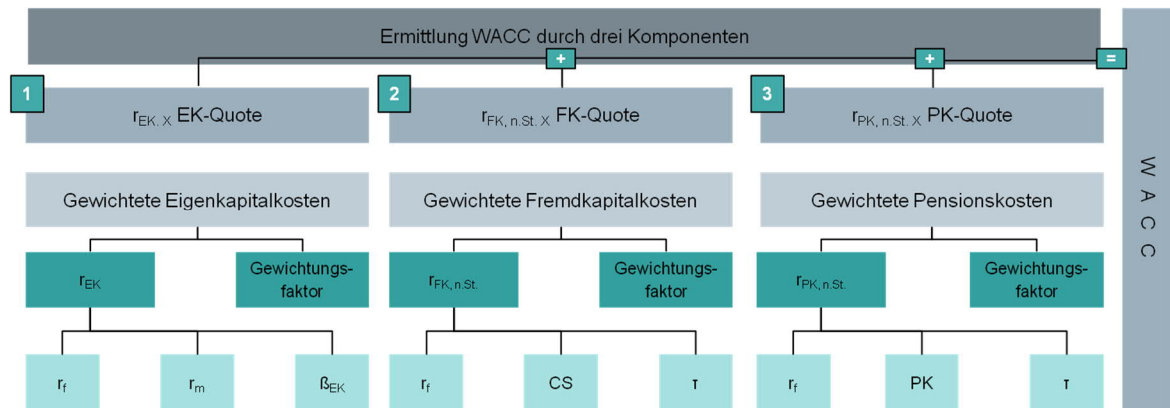 Ermittlung WACC durch drei Komponenten
+
+
=
1
2
3
rEK. X EK-Quote
rFK, n.St. X FK-Quote
rPK, n.St. X PK-Quote
WACC
Gewichtete Eigenkapitalkosten
Gewichtete Fremdkapitalkosten
Gewichtete Pensionskosten
rEK
Gewichtungs-
faktor
rFK, n.St.
Gewichtungs-
faktor
rPK, n.St.
Gewichtungs-
faktor
rf
rm
ßEK
rf
CS
τ
rf
PK
τ